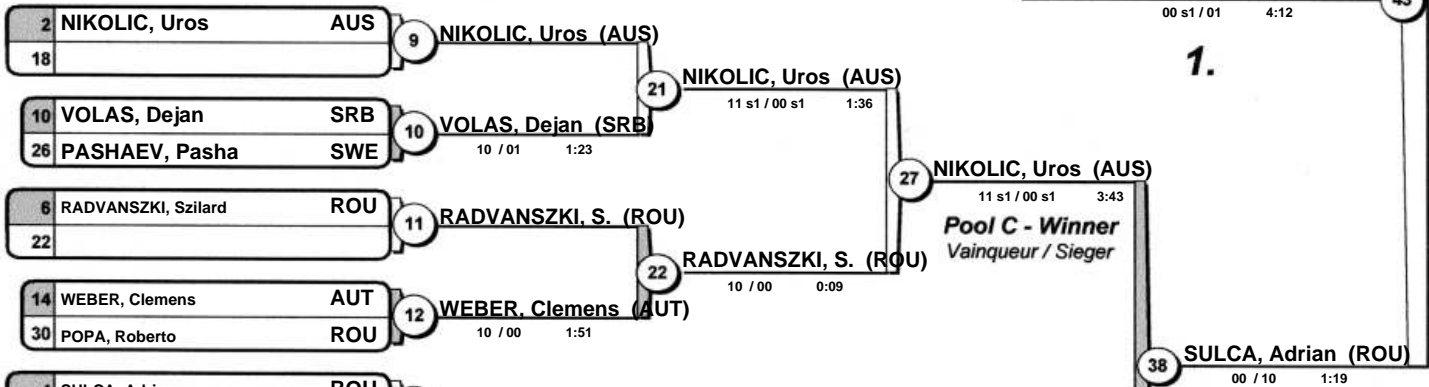 00 s1 / 01 4:12
43
1.
2 NIKOLIC, Uros AUS
18
9
NIKOLIC, Uros (AUS)
21
NIKOLIC, Uros (AUS)
11 s1 / 00 s1 1:36
10 VOLAS, Dejan SRB
26 PASHAEV, Pasha SWE
10
VOLAS, Dejan (SRB)
10 / 01 1:23
27
NIKOLIC, Uros (AUS)
11 s1 / 00 s1 3:43
Pool C - Winner
Vainqueur / Sieger
6 RADVANSZKI, Szilard ROU
22
11
RADVANSZKI, S. (ROU)
22
RADVANSZKI, S. (ROU)
10 / 00 0:09
14 WEBER, Clemens AUT
30 POPA, Roberto ROU
12
WEBER, Clemens (AUT)
10 / 00 1:51
38
SULCA, Adrian (ROU)
00 / 10 1:19